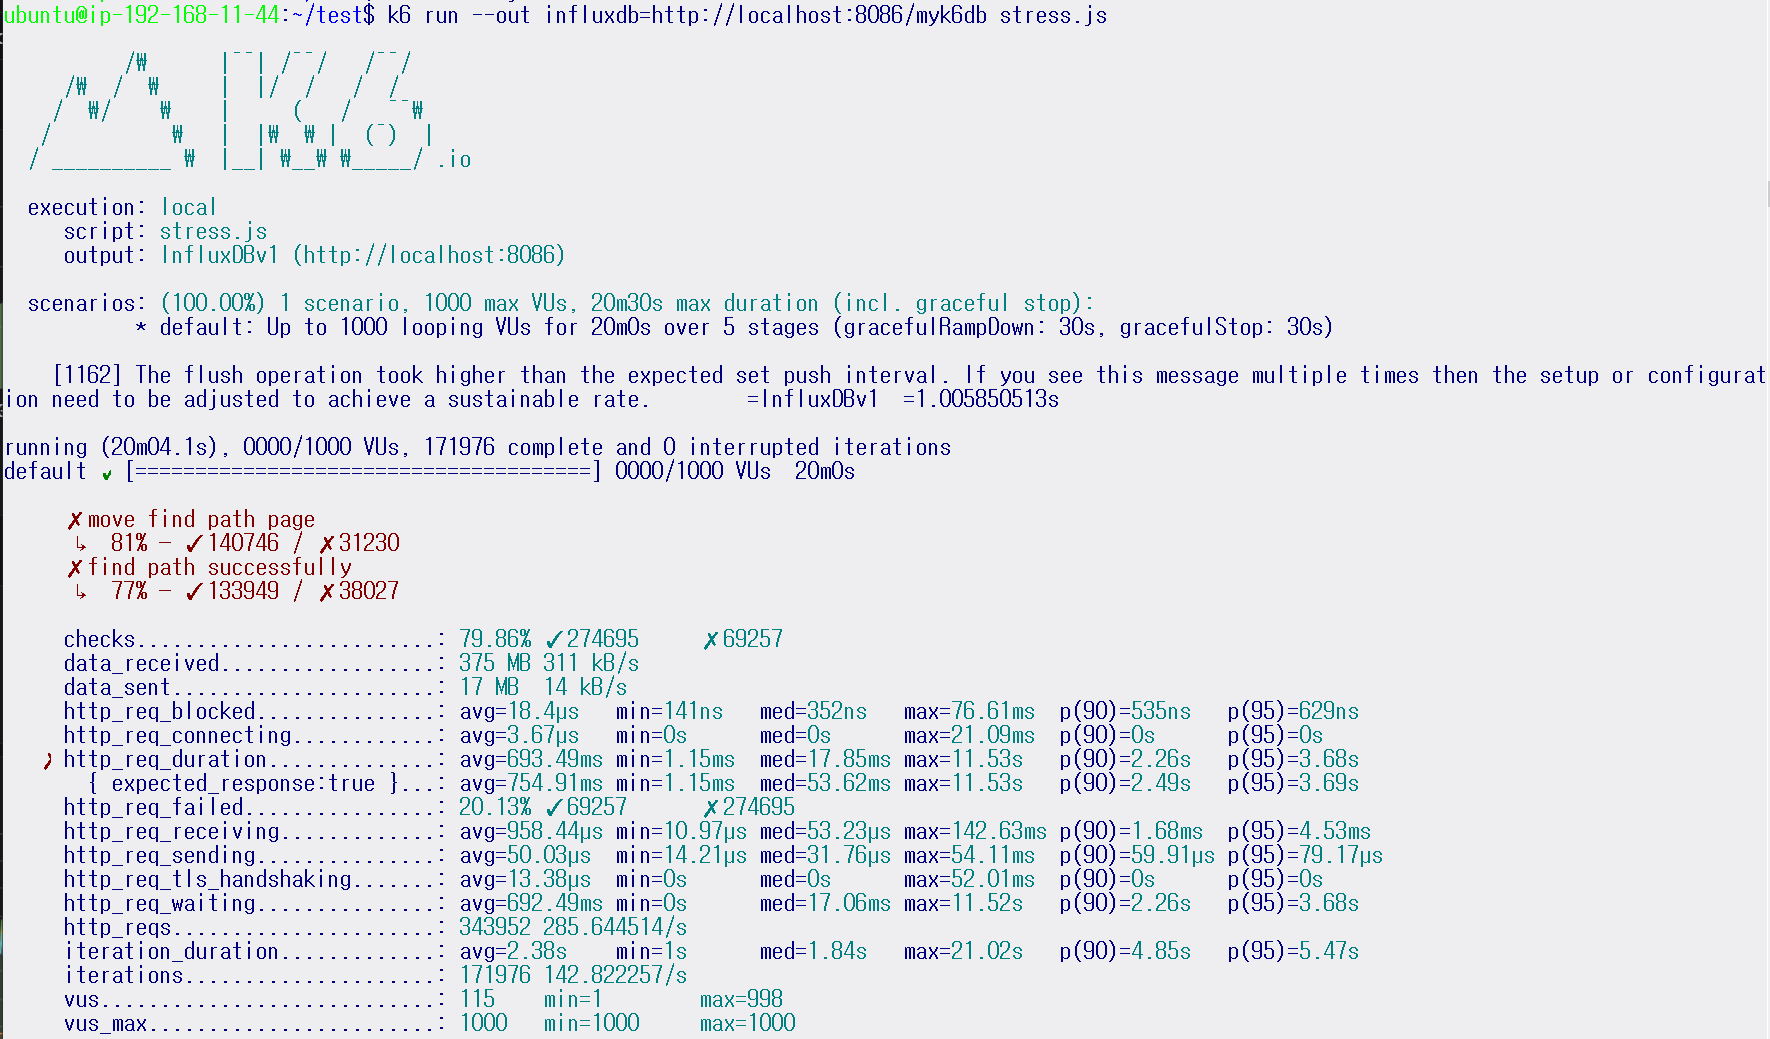 ubuntu@ip-192-168-11-44:~/test$ k6 run --out influxdb=http://localhost:8086/myk6db stress.js
         /₩      |‾‾| /‾‾/   /‾‾/
    /₩  /  ₩     |  |/  /   /  /
   /  ₩/    ₩    |     (   /   ‾‾₩
  /          ₩   |  |₩  ₩ |  (‾)  |
 / __________ ₩  |__| ₩__₩ ₩_____/ .io
execution: local
script: stress.js
output: InfluxDBv1 (http://localhost:8086)
scenarios: (100.00%) 1 scenario, 1000 max VUs, 20m30s max duration (incl. graceful stop):
* default: Up to 1000 looping VUs for 20m0s over 5 stages (gracefulRampDown: 30s, gracefulStop: 30s)
[1162] The flush operation took higher than the expected set push interval. If you see this message multiple times then the setup or configurat
ion need to be adjusted to achieve a sustainable rate.        =InfluxDBv1  =1.005850513s
running (20m04.1s), 0000/1000 VUs, 171976 complete and 0 interrupted iterations
default ✓ [======================================] 0000/1000 VUs  20m0s
✗ move find path page
↳  81% — ✓ 140746 / ✗ 31230
✗ find path successfully
↳  77% — ✓ 133949 / ✗ 38027
checks.........................: 79.86% ✓ 274695     ✗ 69257
data_received..................: 375 MB 311 kB/s
data_sent......................: 17 MB  14 kB/s
http_req_blocked...............: avg=18.4µs   min=141ns   med=352ns   max=76.61ms  p(90)=535ns   p(95)=629ns
http_req_connecting............: avg=3.67µs   min=0s      med=0s      max=21.09ms  p(90)=0s      p(95)=0s
✗ http_req_duration..............: avg=693.49ms min=1.15ms  med=17.85ms max=11.53s   p(90)=2.26s   p(95)=3.68s
{ expected_response:true }...: avg=754.91ms min=1.15ms  med=53.62ms max=11.53s   p(90)=2.49s   p(95)=3.69s
http_req_failed................: 20.13% ✓ 69257      ✗ 274695
http_req_receiving.............: avg=958.44µs min=10.97µs med=53.23µs max=142.63ms p(90)=1.68ms  p(95)=4.53ms
http_req_sending...............: avg=50.03µs  min=14.21µs med=31.76µs max=54.11ms  p(90)=59.91µs p(95)=79.17µs
http_req_tls_handshaking.......: avg=13.38µs  min=0s      med=0s      max=52.01ms  p(90)=0s      p(95)=0s
http_req_waiting...............: avg=692.49ms min=0s      med=17.06ms max=11.52s   p(90)=2.26s   p(95)=3.68s
http_reqs......................: 343952 285.644514/s
iteration_duration.............: avg=2.38s    min=1s      med=1.84s   max=21.02s   p(90)=4.85s   p(95)=5.47s
iterations.....................: 171976 142.822257/s
vus............................: 115    min=1        max=998
vus_max........................: 1000   min=1000     max=1000